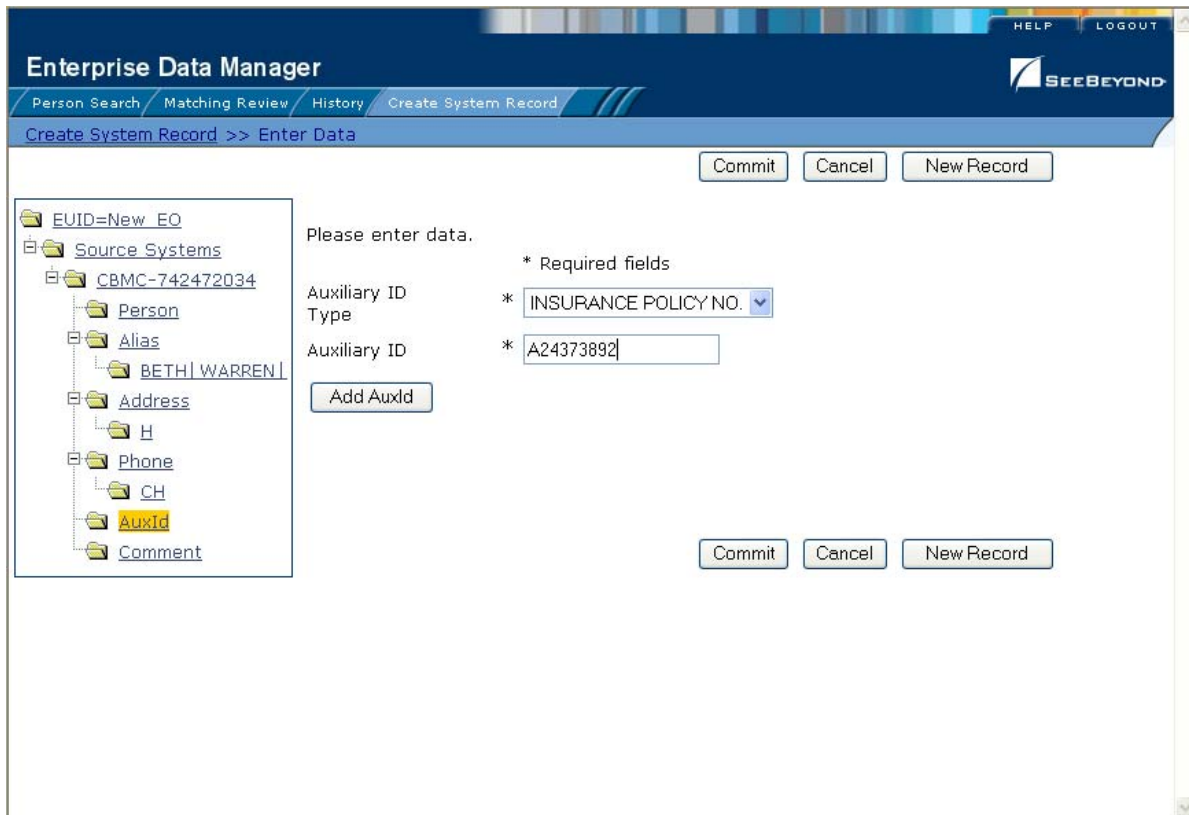 HELP LOGOUT
Enterprise Data Manager
SEEBEYOND
Person Search Matching Review History Create System Record
Create System Record >> Enter Data
Commit Cancel New Record
EUID=New_EO
Source Systems
CBMC-742472034
Person
Alias
BETH| WARREN|
Address
H
Phone
CH
AuxId
Comment
Please enter data.
* Required fields
Auxiliary ID
Type
* INSURANCE POLICY NO.
Auxiliary ID * A24373892
Add AuxId
Commit Cancel New Record